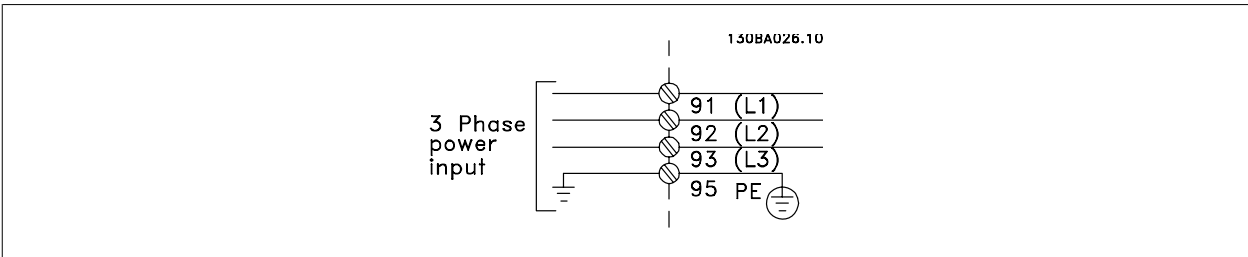 130BA026.10
3 Phase
power
input
91 (L1)
92 (L2)
93 (L3)
95 PE